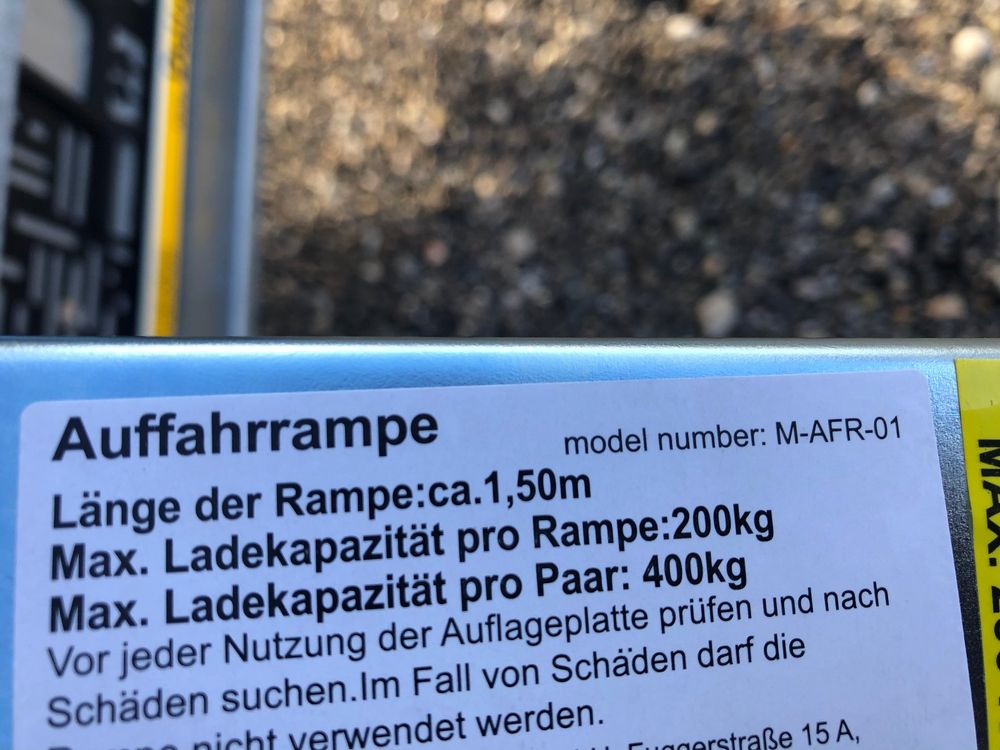 Auffahrrampe
model number: M-AFR-01
Länge der Rampe:ca.1,50m
Max. Ladekapazität pro Rampe:200kg
Max. Ladekapazität pro Paar: 400kg
Vor jeder Nutzung der Auflageplatte prüfen und nach
Schäden suchen.Im Fall von Schäden darf die
nicht verwendet werden.
Fuggerstraße 15 A,
MAX.